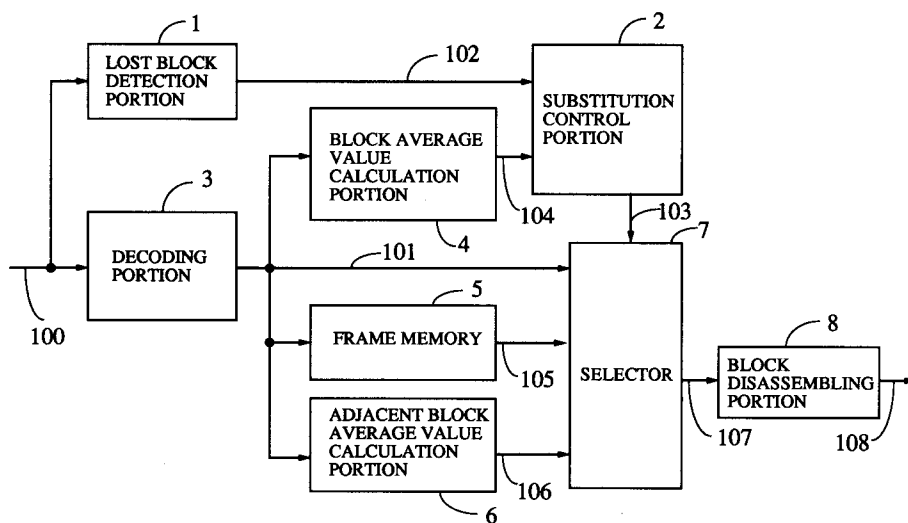 1
LOST BLOCK
DETECTION
PORTION
102
2
SUBSTITUTION
CONTROL
PORTION
BLOCK AVERAGE
VALUE
CALCULATION
PORTION
104
4
3
DECODING
PORTION
100
101
103
7
SELECTOR
5
FRAME MEMORY
105
ADJACENT BLOCK
AVERAGE VALUE
CALCULATION
PORTION
106
6
107
8
BLOCK
DISASSEMBLING
PORTION
108